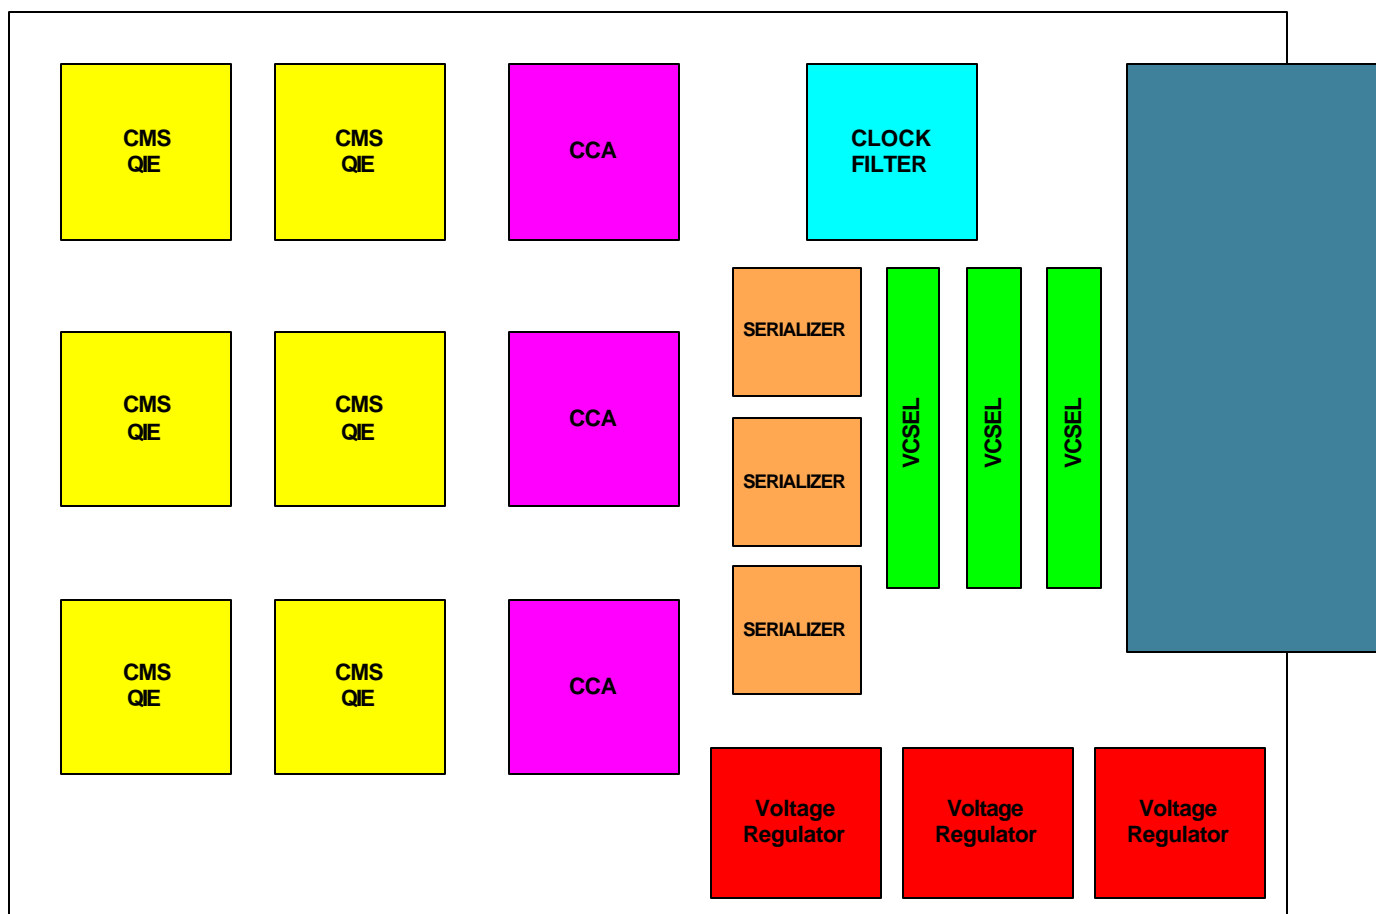 CMS
QIE
CMS
QIE
CCA
CLOCK
FILTER
CMS
QIE
CMS
QIE
CCA
SERIALIZER
SERIALIZER
SERIALIZER
VCSEL
VCSEL
VCSEL
CMS
QIE
CMS
QIE
CCA
Voltage
Regulator
Voltage
Regulator
Voltage
Regulator